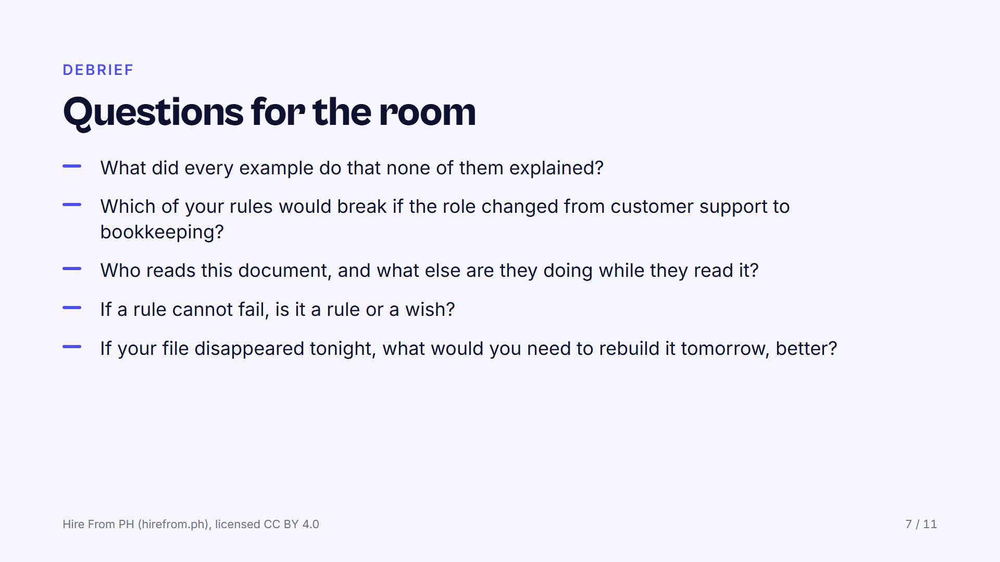 DEBRIEF
Questions for the room
What did every example do that none of them explained?
Which of your rules would break if the role changed from customer support to
bookkeeping?
Who reads this document, and what else are they doing while they read it?
If a rule cannot fail, is it a rule or a wish?
If your file disappeared tonight, what would you need to rebuild it tomorrow, better?
Hire From PH (hirefrom.ph), licensed CC BY 4.0
7 / 11